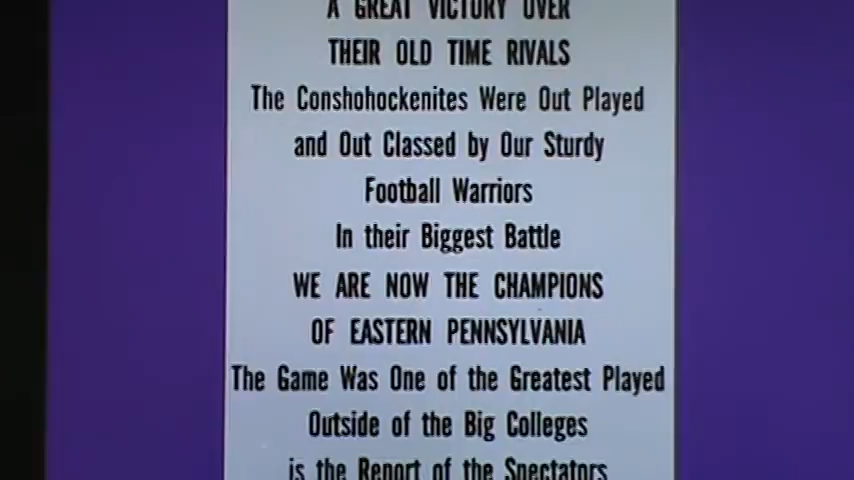 A GREAT VICTORY OVER
THEIR OLD TIME RIVALS
The Conshohockenites Were Out Played
and Out Classed by Our Sturdy
Football Warriors
In their Biggest Battle
WE ARE NOW THE CHAMPIONS
OF EASTERN PENNSYLVANIA
The Game Was One of the Greatest Played
Outside of the Big Colleges
is the Report of the Spectators